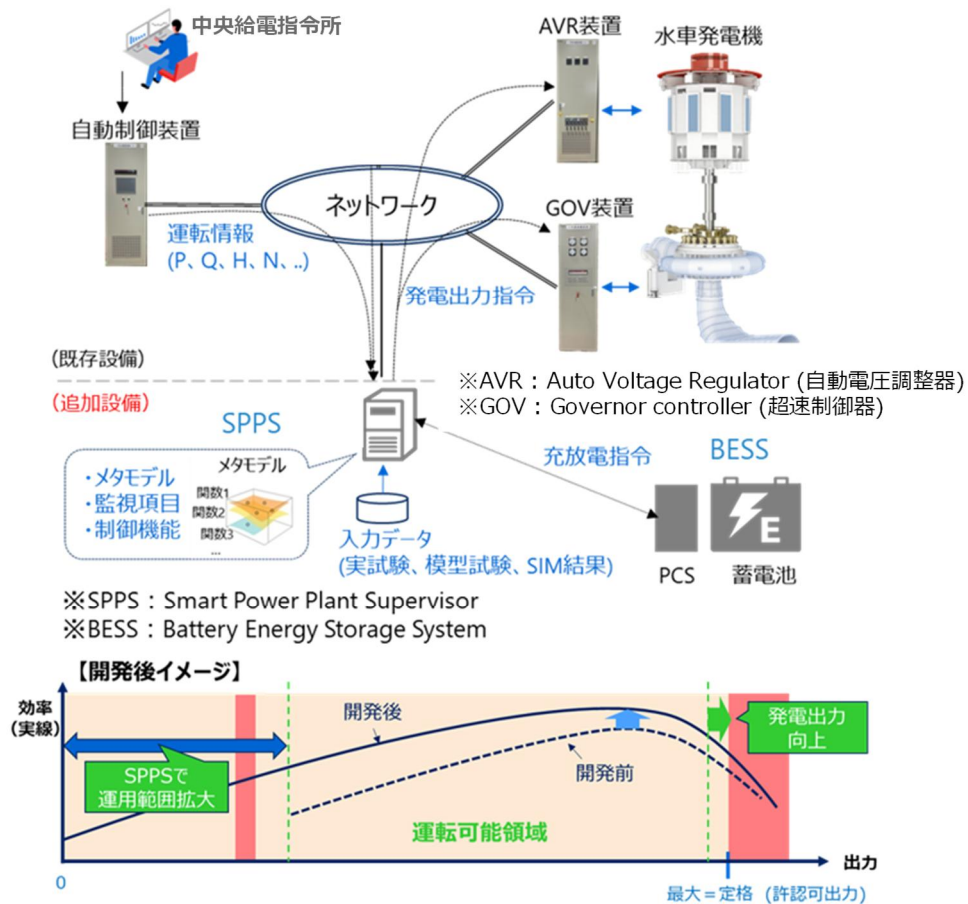 中央給電指令所
AVR装置
水車発電機
自動制御装置
ネットワーク
GOV装置
運転情報
(P、Q、H、N、..)
発電出力指令
(既存設備)
(追加設備)
※AVR：Auto Voltage Regulator (自動電圧調整器)
※GOV：Governor controller (超速制御器)
SPPS
BESS
充放電指令
・メタモデル
・監視項目
・制御機能
メタモデル
関数1
関数2
関数3
...
入力データ
(実試験、模型試験、SIM結果)
E
PCS
蓄電池
※SPPS：Smart Power Plant Supervisor
※BESS：Battery Energy Storage System
【開発後イメージ】
効率
(実線)
開発後
発電出力
向上
SPPSで
運用範囲拡大
開発前
運転可能領域
出力
0
最大＝定格 (許認可出力)